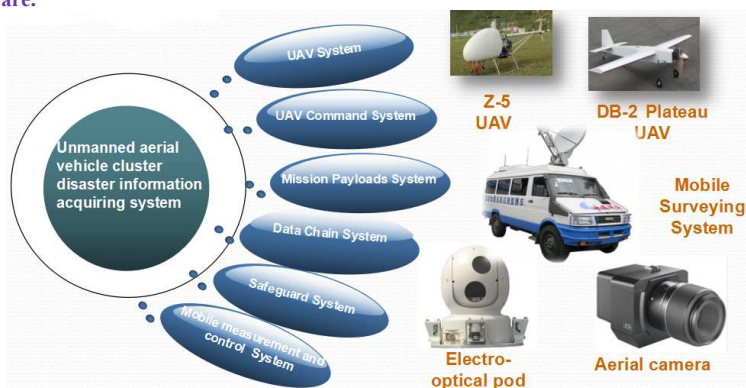 are:
UAV System
UAV Command System
Mission Payloads System
Data Chain System
Safeguard System
Mobile measurement and
control System
Unmanned aerial
vehicle cluster
disaster information
acquiring system
Z-5
UAV
DB-2 Plateau
UAV
Mobile
Surveying
System
Electro-
optical pod
Aerial camera